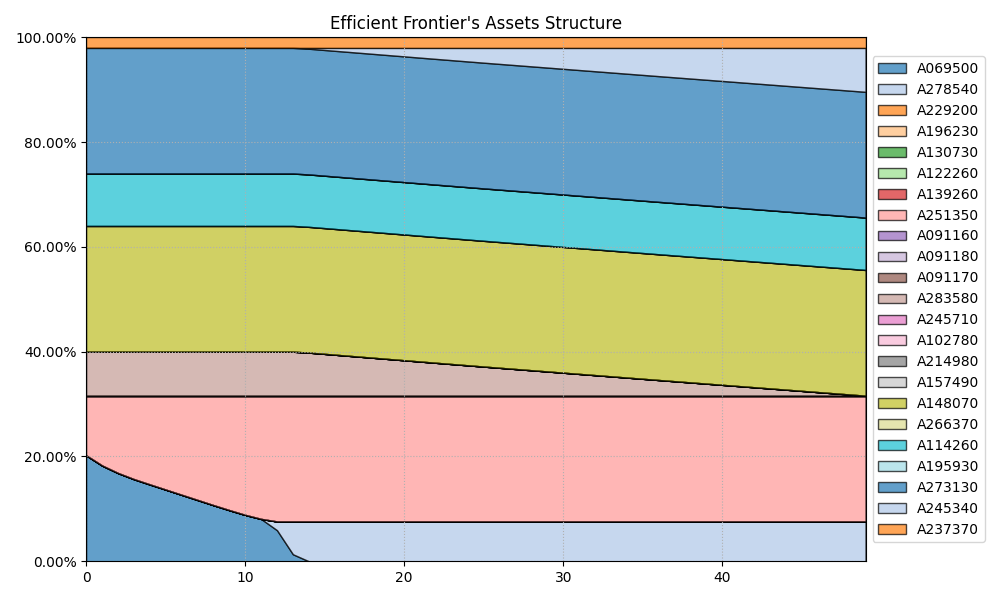 Efficient Frontier's Assets Structure
100.00%
80.00%
60.00%
40.00%
20.00%
0.00%
0
10
20
30
40
A069500
A278540
A229200
A196230
A130730
A122260
A139260
A251350
A091160
A091180
A091170
A283580
A245710
A102780
A214980
A157490
A148070
A266370
A114260
A195930
A273130
A245340
A237370